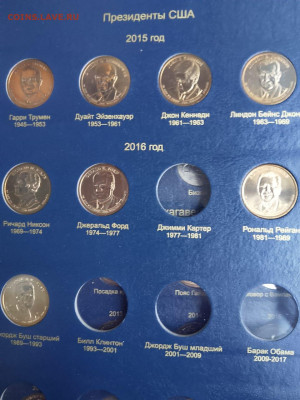 Президенты США
2015 год
Гарри Трумен
1945—1953
Дуайт Эйзенхауэр
1953—1961
Джон Кеннеди
1961—1963
Линдон Бейнс Джон
1963—1969
2016 год
Ричард Никсон
1969—1974
Джеральд Форд
1974—1977
Джимми Картер
1977—1981
Рональд Рейган
1981—1989
ордж Буш старший
1989—1993
Билл Клинтон
1993—2001
Джордж Буш младший
2001—2009
Барак Обама
2009-2017